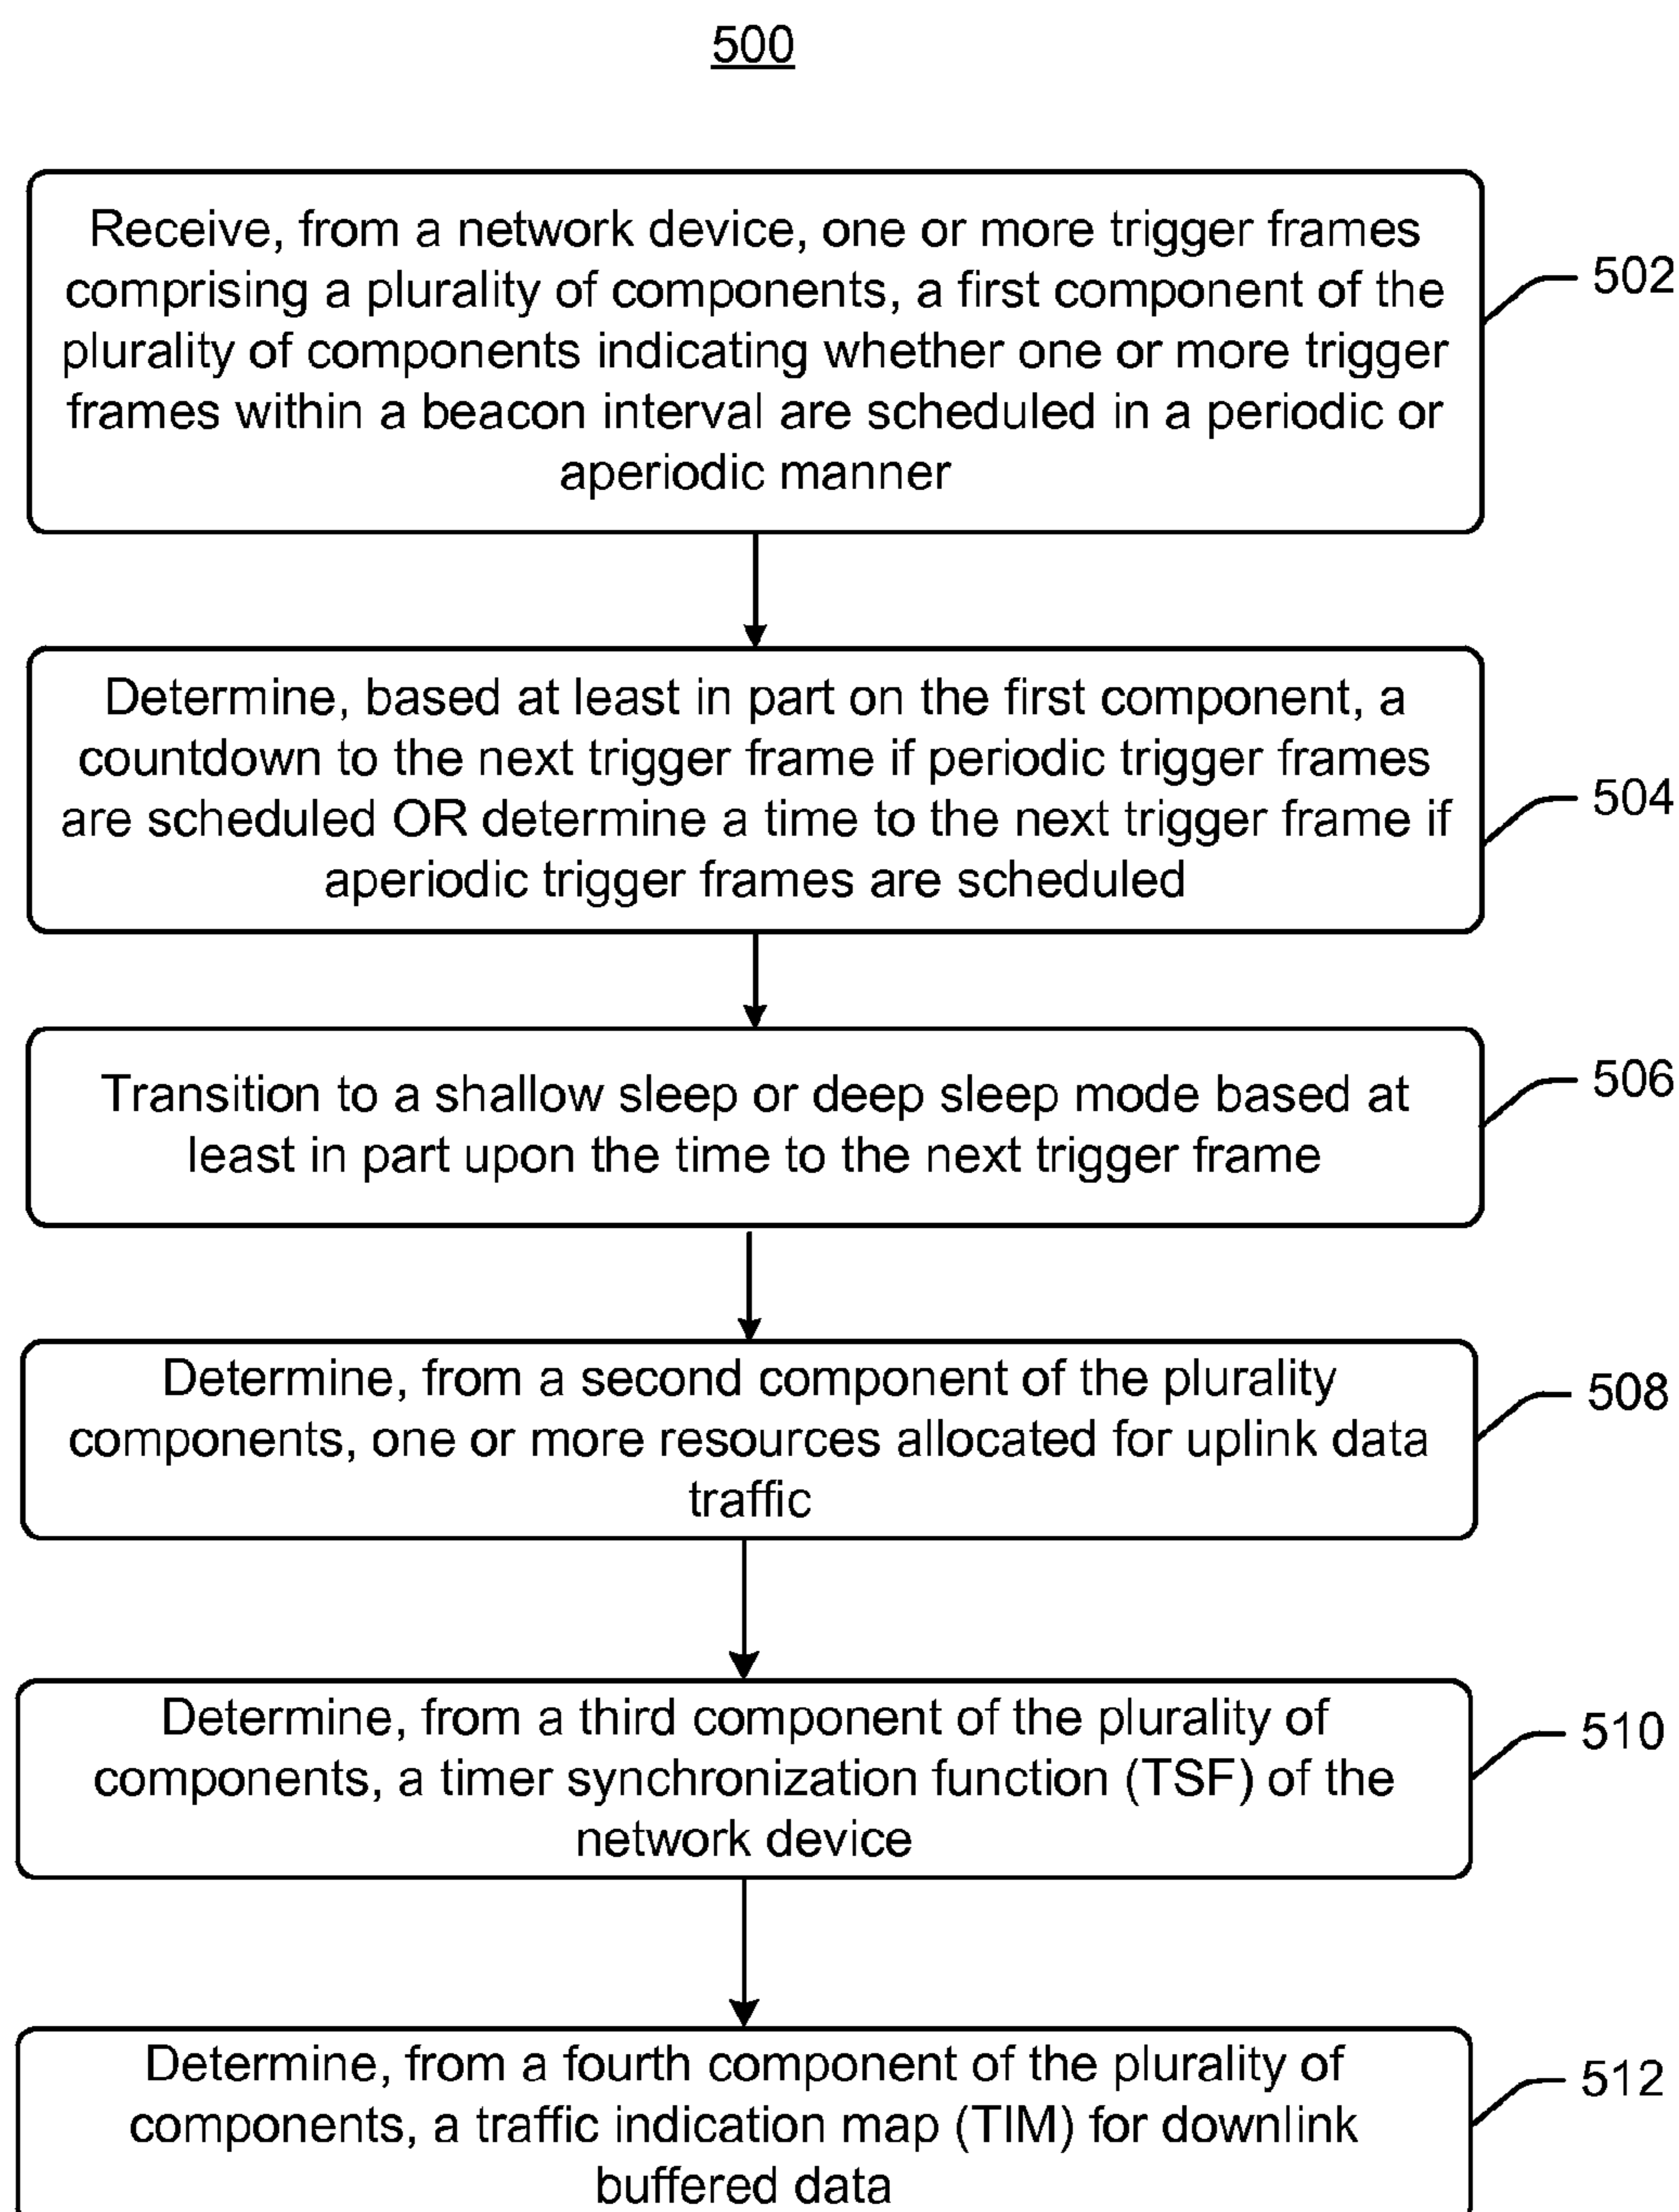 500
Receive, from a network device, one or more trigger frames
comprising a plurality of components, a first component of the
plurality of components indicating whether one or more trigger
frames within a beacon interval are scheduled in a periodic or
aperiodic manner
502
Determine, based at least in part on the first component, a
countdown to the next trigger frame if periodic trigger frames
are scheduled OR determine a time to the next trigger frame if
aperiodic trigger frames are scheduled
504
Transition to a shallow sleep or deep sleep mode based at
least in part upon the time to the next trigger frame
506
Determine, from a second component of the plurality
components, one or more resources allocated for uplink data
traffic
508
Determine, from a third component of the plurality of
components, a timer synchronization function (TSF) of the
network device
510
Determine, from a fourth component of the plurality of
components, a traffic indication map (TIM) for downlink
buffered data
512